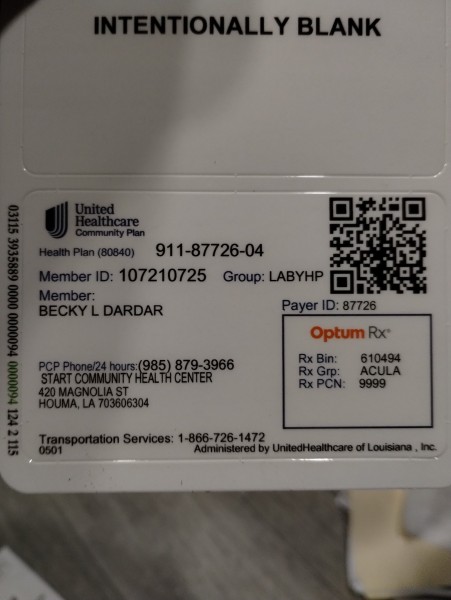 INTENTIONALLY BLANK
United
Healthcare
Community Plan
Health Plan (80840) 911-87726-04
Member ID: 107210725 Group: LABYHP
Member:
BECKY L DARDAR
Payer ID: 87726
Optum Rx®
Rx Bin: 610494
Rx Grp: ACULA
Rx PCN: 9999
PCP Phone/24 hours:(985) 879-3966
START COMMUNITY HEALTH CENTER
420 MAGNOLIA ST
HOUMA, LA 703606304
Transportation Services: 1-866-726-1472
0501 Administered by UnitedHealthcare of Louisiana , Inc.
03115 3935889 0000 0000094 0000094 124 2 115